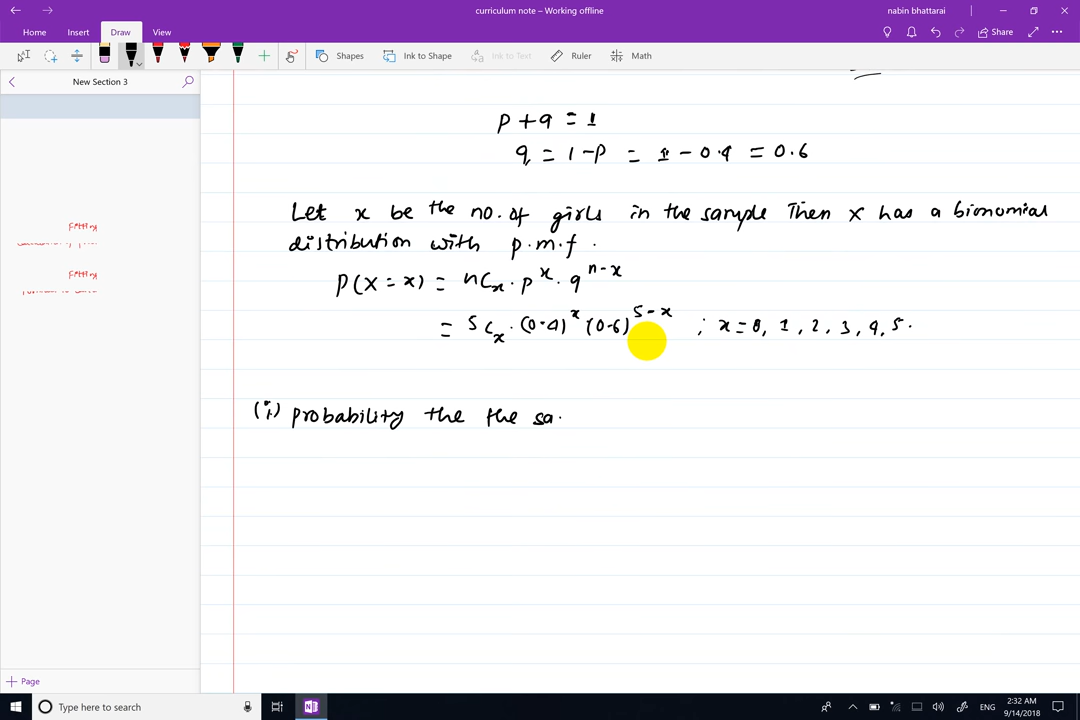 curriculum note – Working offline
nabin bhattarai
Home Insert Draw View
Share
Shapes Ink to Shape Ink to Text Ruler Math
New Section 3
p + q = 1
q = 1 - p = 1 - 0.4 = 0.6
Let x be the no. of girls in the sample Then X has a bionomial
distribution with p.m.f.
P(X = x) = nCx · p^x · q^n-x
= 5Cx · (0.4)^x (0.6)^5-x ; x = 0, 1, 2, 3, 4, 5.
(i) probability the the sa.
fitting
fitting
Page
Type here to search
ENG
2:32 AM
9/14/2018